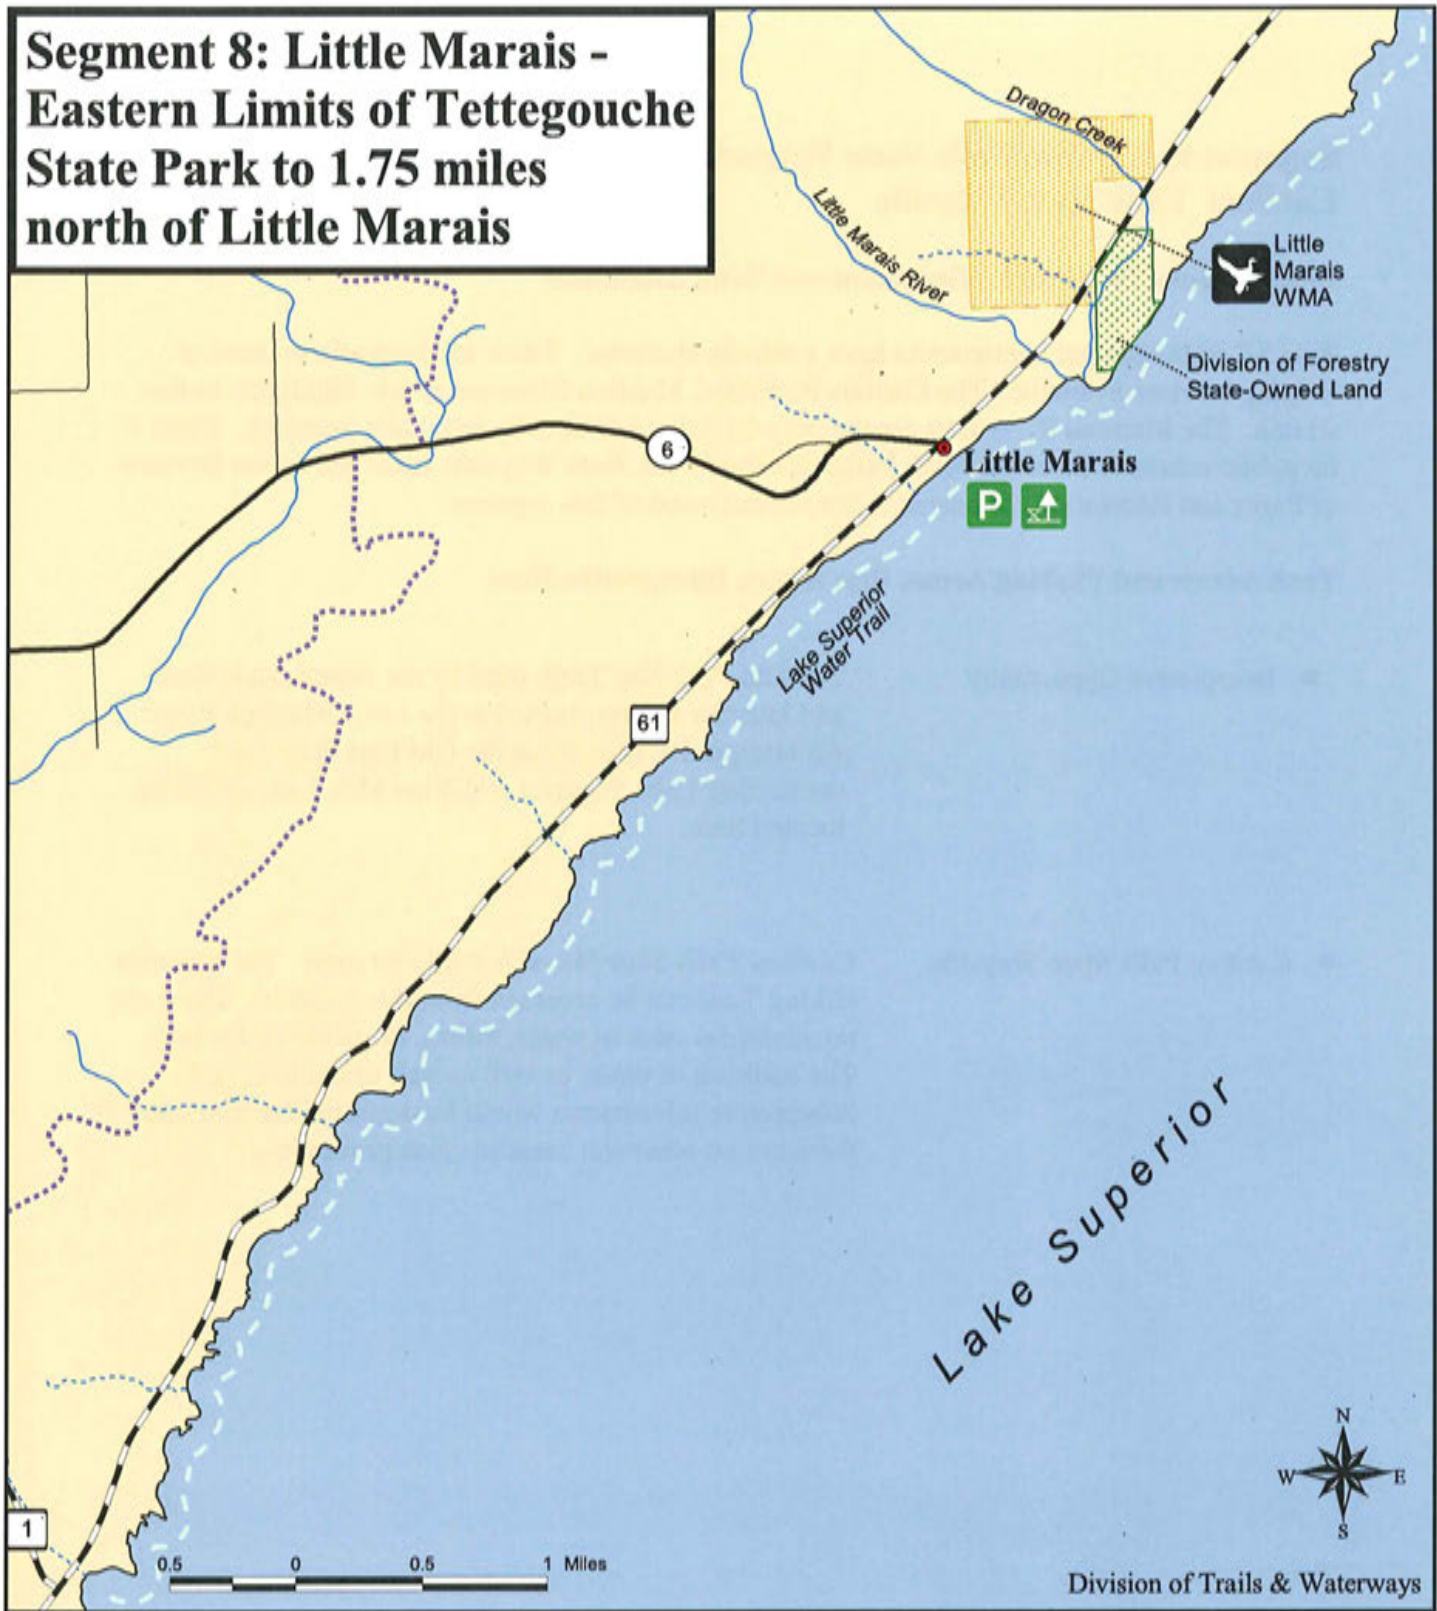 Segment 8: Little Marais -
Eastern Limits of Tettegouche
State Park to 1.75 miles
north of Little Marais
Dragon Creek
Little Marais River
Little
Marais
WMA
Division of Forestry
State-Owned Land
6
Little Marais
P
Lake Superior
Water Trail
61
Lake Superior
N
W E
S
1
0.5 0 0.5 1 Miles
Division of Trails & Waterways